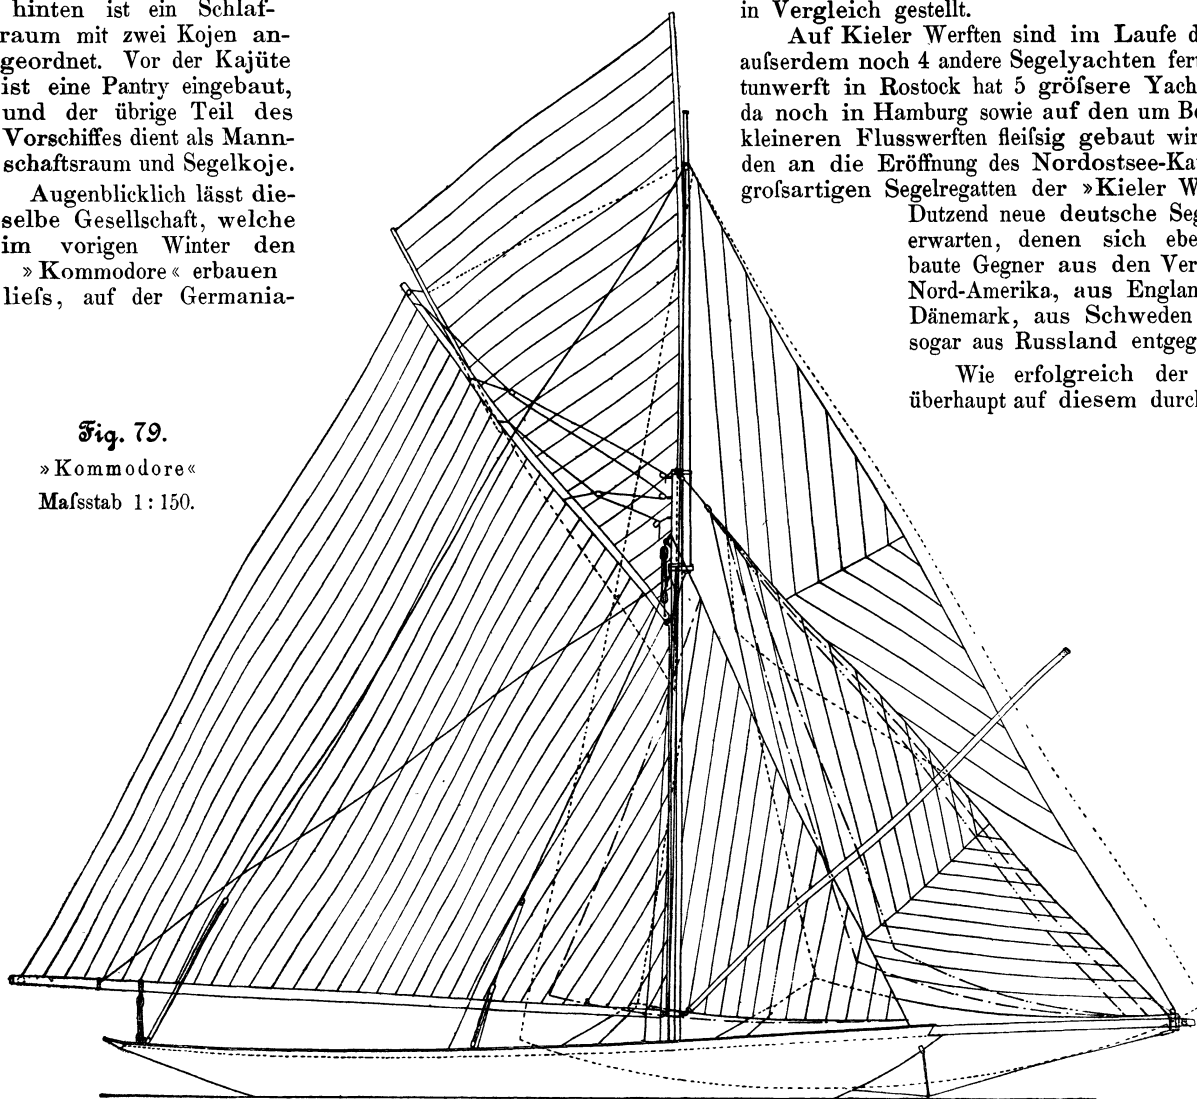 hinten ist ein Schlaf-
raum mit zwei Kojen an-
geordnet. Vor der Kajüte
ist eine Pantry eingebaut,
und der übrige Teil des
Vorschiffes dient als Mann-
schaftsraum und Segelkoje.
Augenblicklich lässt die-
selbe Gesellschaft, welche
im vorigen Winter den
»Kommodore« erbauen
lieſs, auf der Germania-
Fig. 79.
»Kommodore«
Maſsstab 1:150.
in Vergleich gestellt.
Auf Kieler Werften sind im Laufe d
auſserdem noch 4 andere Segelyachten fer
tunwerft in Rostock hat 5 gröſsere Yach
da noch in Hamburg sowie auf den um Be
kleineren Flusswerften fleiſsig gebaut wir
den an die Eröffnung des Nordostsee-Ka
groſsartigen Segelregatten der »Kieler W
Dutzend neue deutsche Seg
erwarten, denen sich ebe
baute Gegner aus den Ver
Nord-Amerika, aus Englan
Dänemark, aus Schweden
sogar aus Russland entgeg
Wie erfolgreich der
überhaupt auf diesem durch